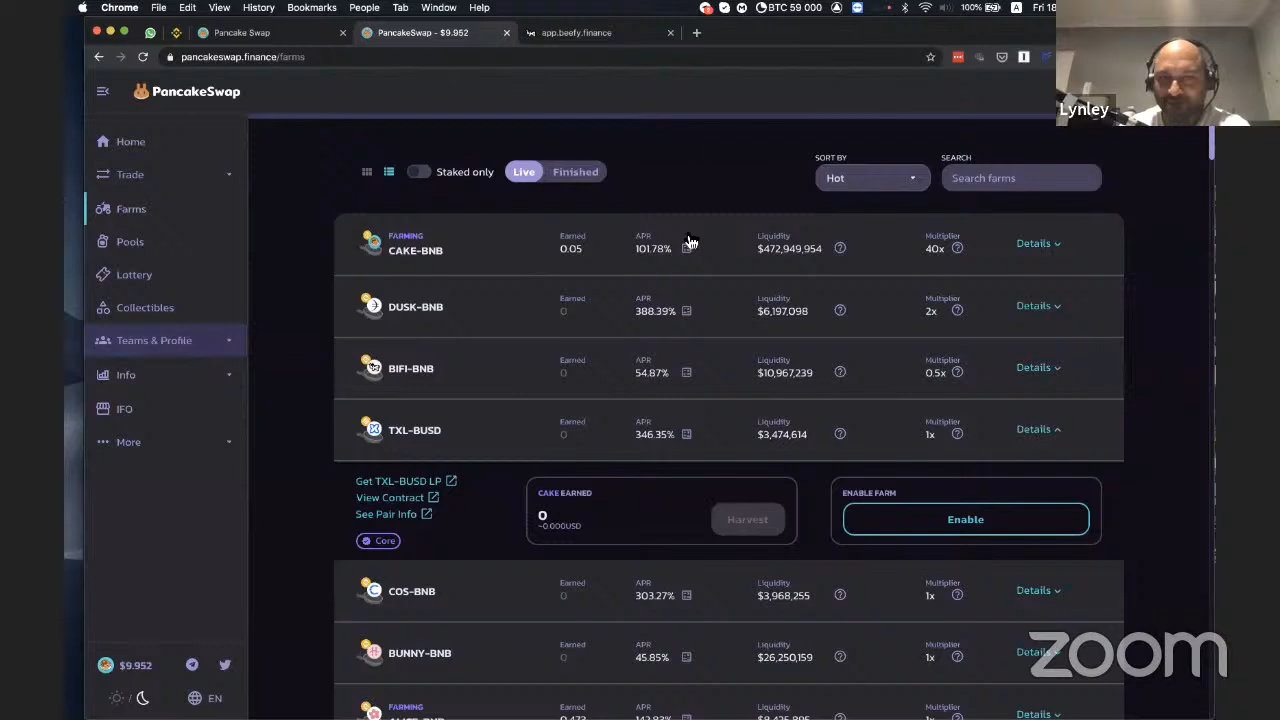 Chrome File Edit View History Bookmarks People Tab Window Help BTC 59 000 100% A Fri 18
Pancake Swap PancakeSwap - $9.952 app.beefy.finance
pancakeswap.finance/farms
PancakeSwap
Lynley
Home
Trade
Farms
Pools
Lottery
Collectibles
Teams & Profile
Info
IFO
More
$9.952
EN
Staked only Live Finished
SORT BY
Hot
SEARCH
Search farms
FARMING
CAKE-BNB
Earned
0.05
APR
101.78%
Liquidity
$472,949,954
Multiplier
40x
Details
DUSK-BNB
Earned
0
APR
388.39%
Liquidity
$6,197,098
Multiplier
2x
Details
BIFI-BNB
Earned
0
APR
54.87%
Liquidity
$10,967,239
Multiplier
0.5x
Details
TXL-BUSD
Earned
0
APR
346.35%
Liquidity
$3,474,614
Multiplier
1x
Details
Get TXL-BUSD LP
View Contract
See Pair Info
Core
CAKE EARNED
0
~0.000USD
Harvest
ENABLE FARM
Enable
COS-BNB
Earned
0
APR
303.27%
Liquidity
$3,968,255
Multiplier
1x
Details
BUNNY-BNB
Earned
0
APR
45.85%
Liquidity
$26,250,159
Multiplier
1x
Details
FARMING
Earned
APR
Liquidity
Multiplier
Details
zoom